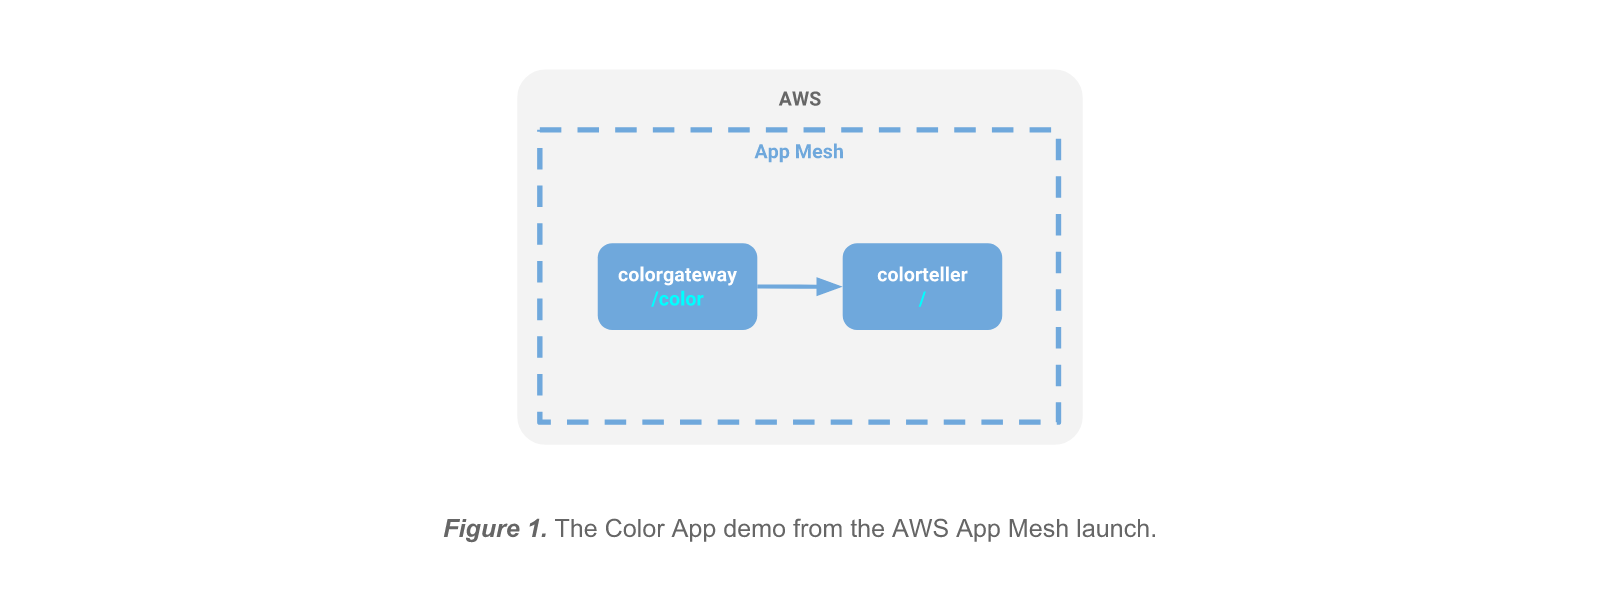 AWS
App Mesh
colorgateway
/color
colorteller
/
Figure 1. The Color App demo from the AWS App Mesh launch.